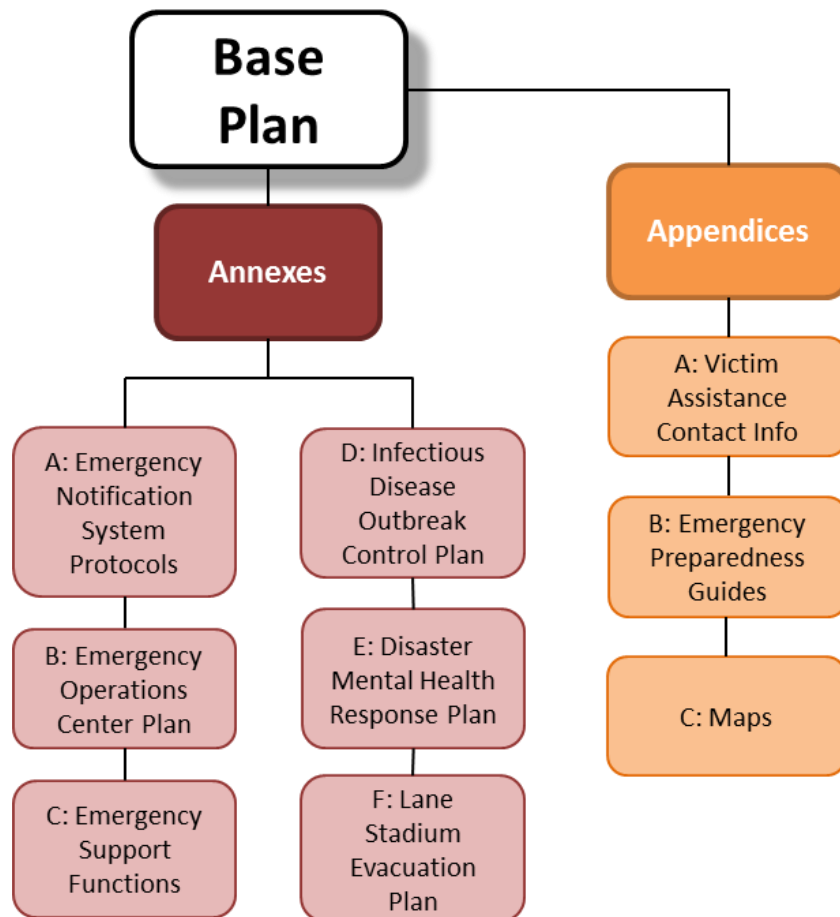 Base
Plan
Annexes
Appendices
A: Emergency
Notification
System
Protocols
B: Emergency
Operations
Center Plan
C: Emergency
Support
Functions
D: Infectious
Disease
Outbreak
Control Plan
E: Disaster
Mental Health
Response Plan
F: Lane
Stadium
Evacuation
Plan
A: Victim
Assistance
Contact Info
B: Emergency
Preparedness
Guides
C: Maps